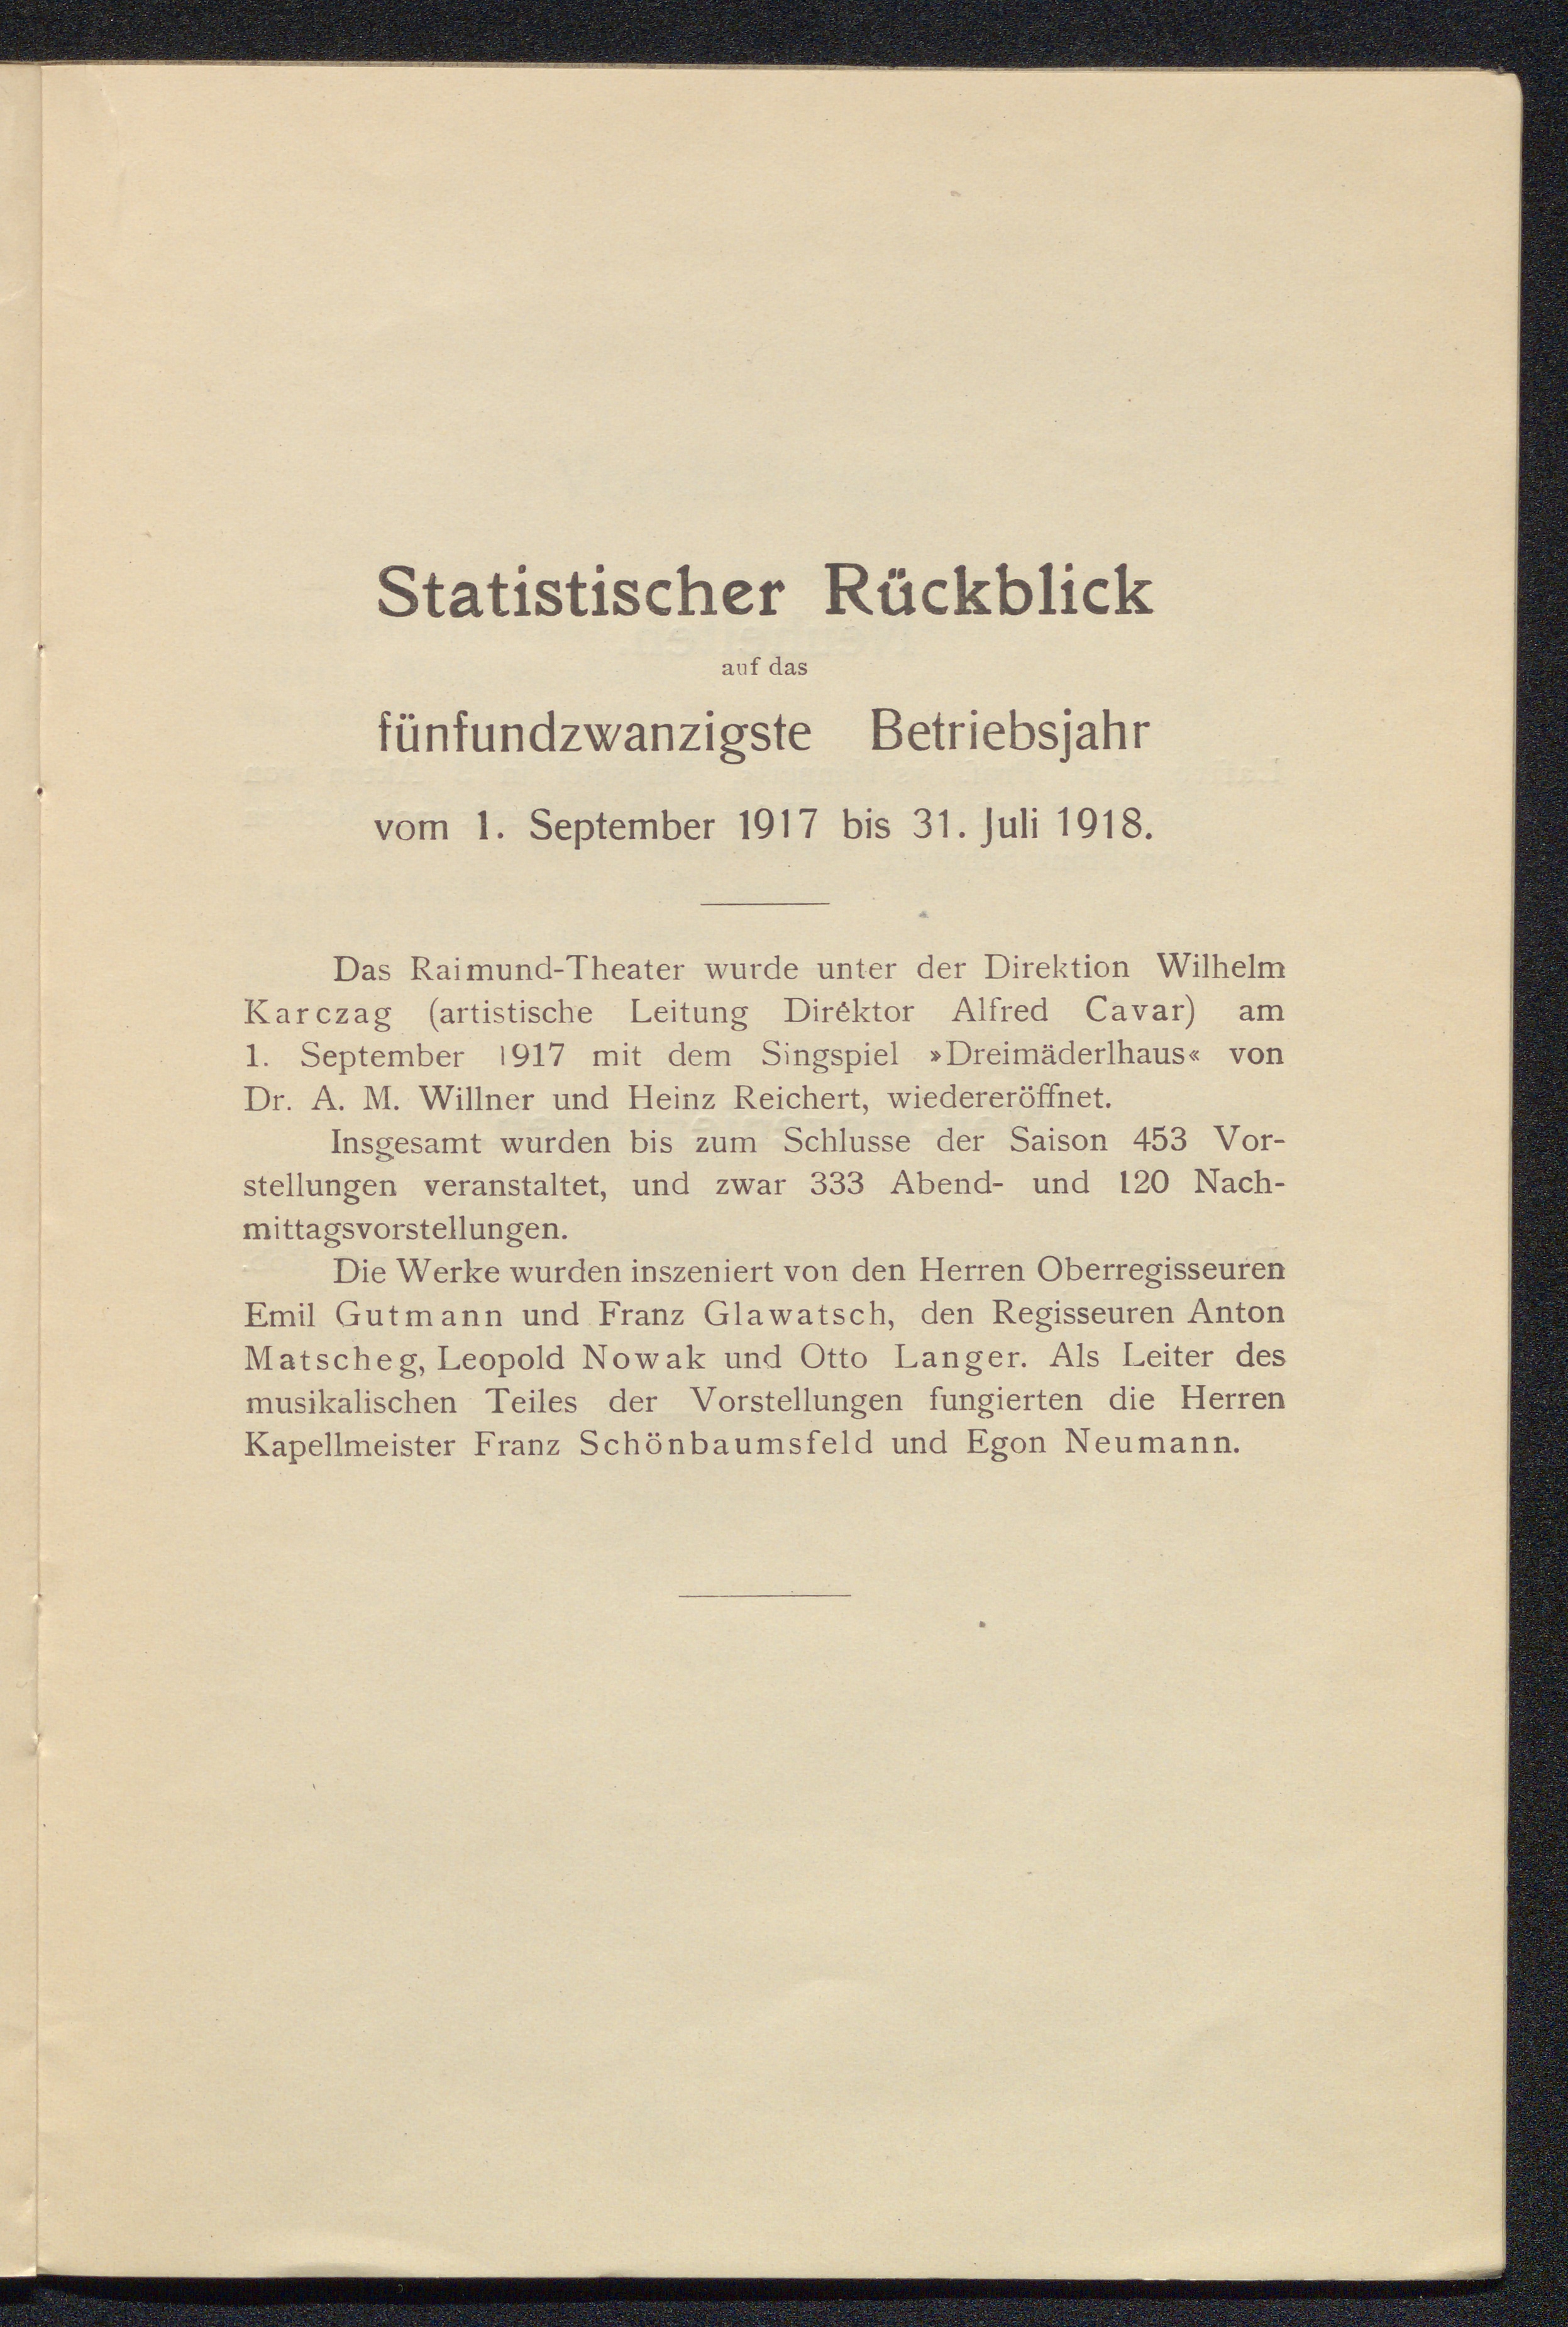 Statistischer Rückblick
auf das
fünfundzwanzigste Betriebsjahr
vom 1. September 1917 bis 31. Juli 1918.
Das Raimund-Theater wurde unter der Direktion Wilhelm
Karczag (artistische Leitung Direktor Alfred Cavar) am
1. September 1917 mit dem Singspiel »Dreimäderlhaus« von
Dr. A. M. Willner und Heinz Reichert, wiedereröffnet.
Insgesamt wurden bis zum Schlusse der Saison 453 Vor-
stellungen veranstaltet, und zwar 333 Abend- und 120 Nach-
mittagsvorstellungen.
Die Werke wurden inszeniert von den Herren Oberregisseuren
Emil Gutmann und Franz Glawatsch, den Regisseuren Anton
Matscheg, Leopold Nowak und Otto Langer. Als Leiter des
musikalischen Teiles der Vorstellungen fungierten die Herren
Kapellmeister Franz Schönbaumsfeld und Egon Neumann.